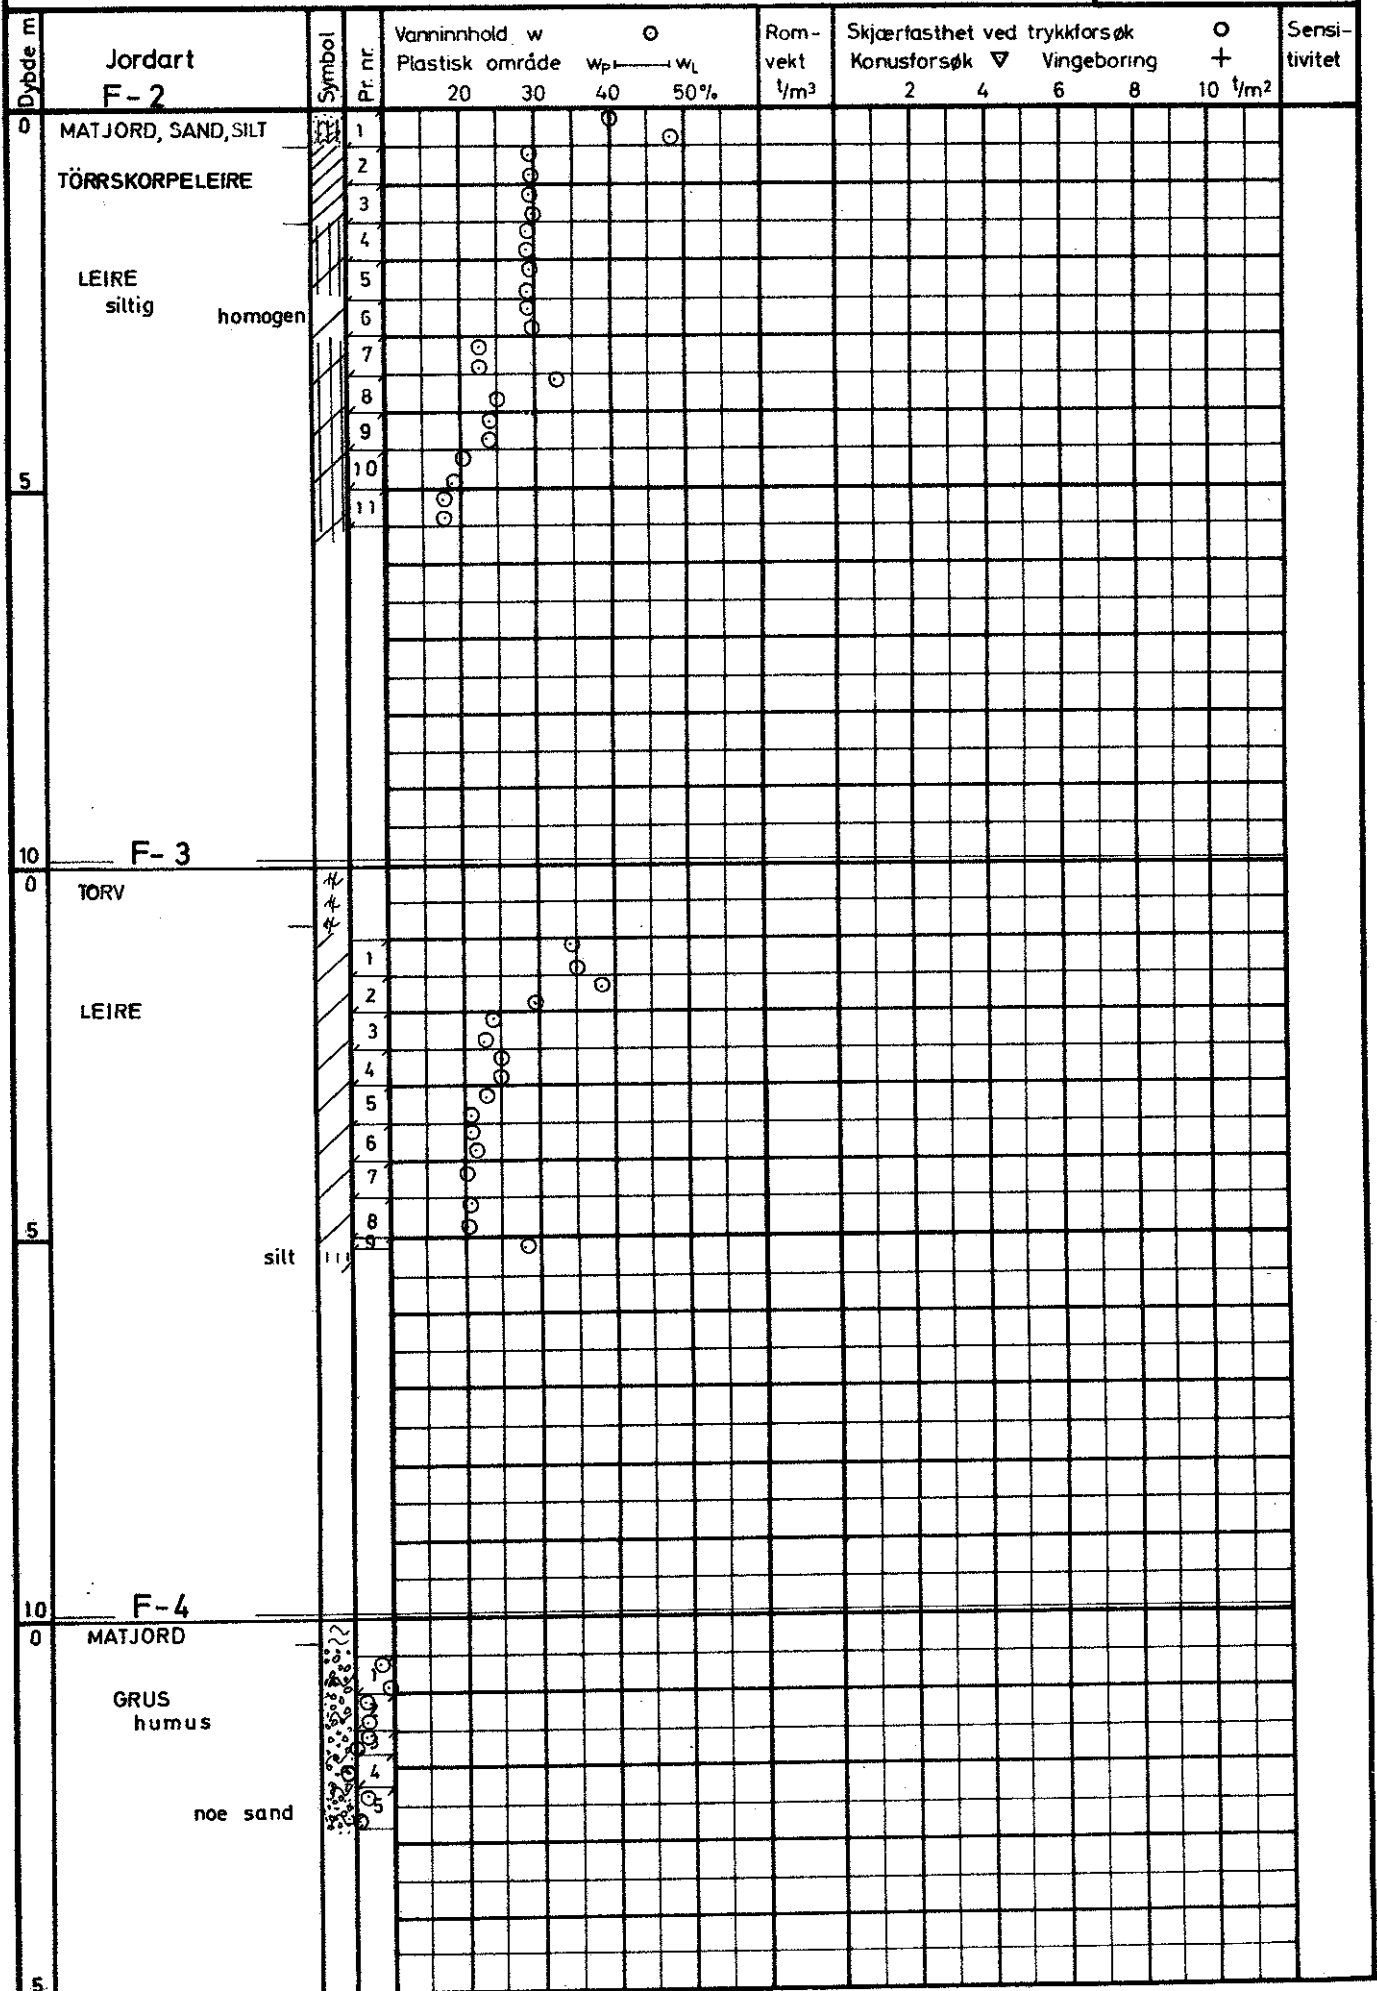 Dybde m
Jordart
F-2
Symbol
Pr. nr.
Vanninnhold w
Plastisk område wP wL
20 30 40 50%
Rom-
vekt
t/m3
Skjærfasthet ved trykkforsøk
Konusforsøk ∇ Vingeboring +
2 4 6 8 10 t/m2
Sensi-
tivitet
0
MATJORD, SAND, SILT
1
2
TÖRRSKORPELEIRE
3
4
LEIRE
5
siltig
homogen
6
7
8
9
10
5
11
10
F-3
0
TORV
1
2
LEIRE
3
4
5
6
7
8
5
9
silt
10
F-4
0
MATJORD
1
GRUS
2
humus
3
4
5
noe sand
5